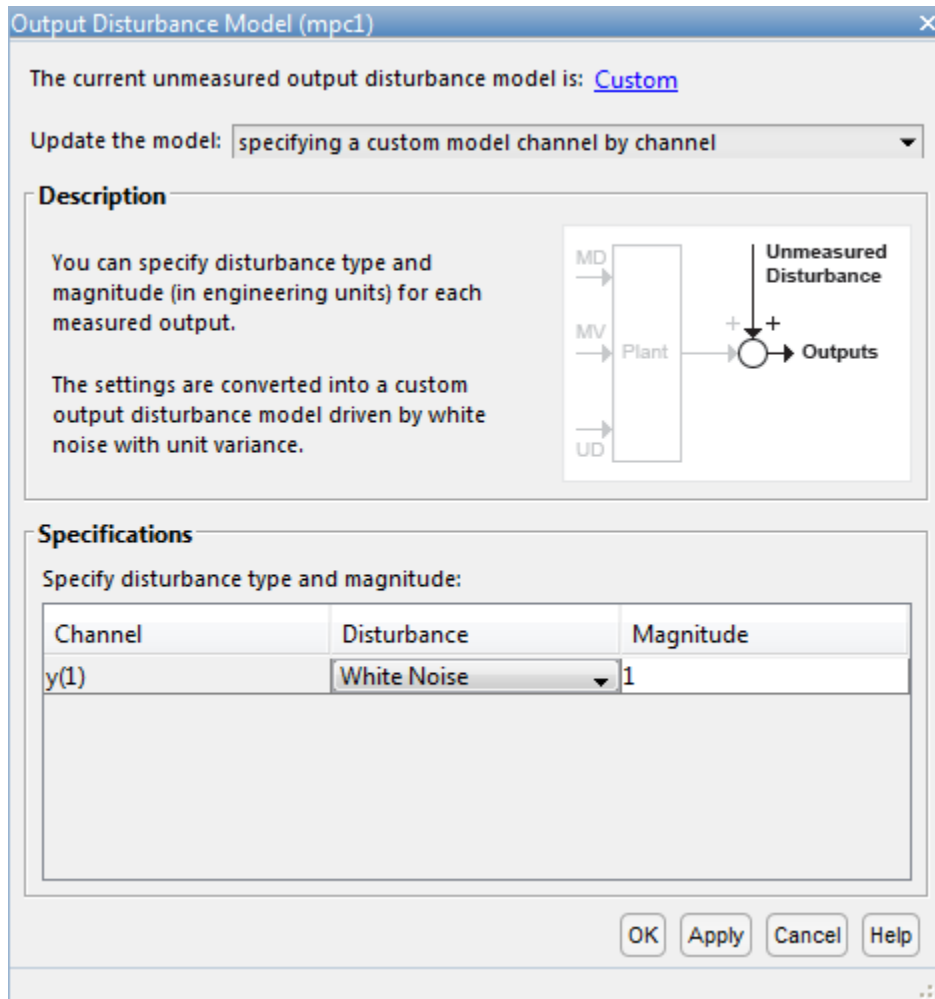 Output Disturbance Model (mpc1)
The current unmeasured output disturbance model is: Custom
Update the model: specifying a custom model channel by channel
Description
You can specify disturbance type and
magnitude (in engineering units) for each
measured output.
The settings are converted into a custom
output disturbance model driven by white
noise with unit variance.
MD
MV
UD
Plant
Unmeasured
Disturbance
+ +
Outputs
Specifications
Specify disturbance type and magnitude:
Channel Disturbance Magnitude
y(1) White Noise 1
OK Apply Cancel Help